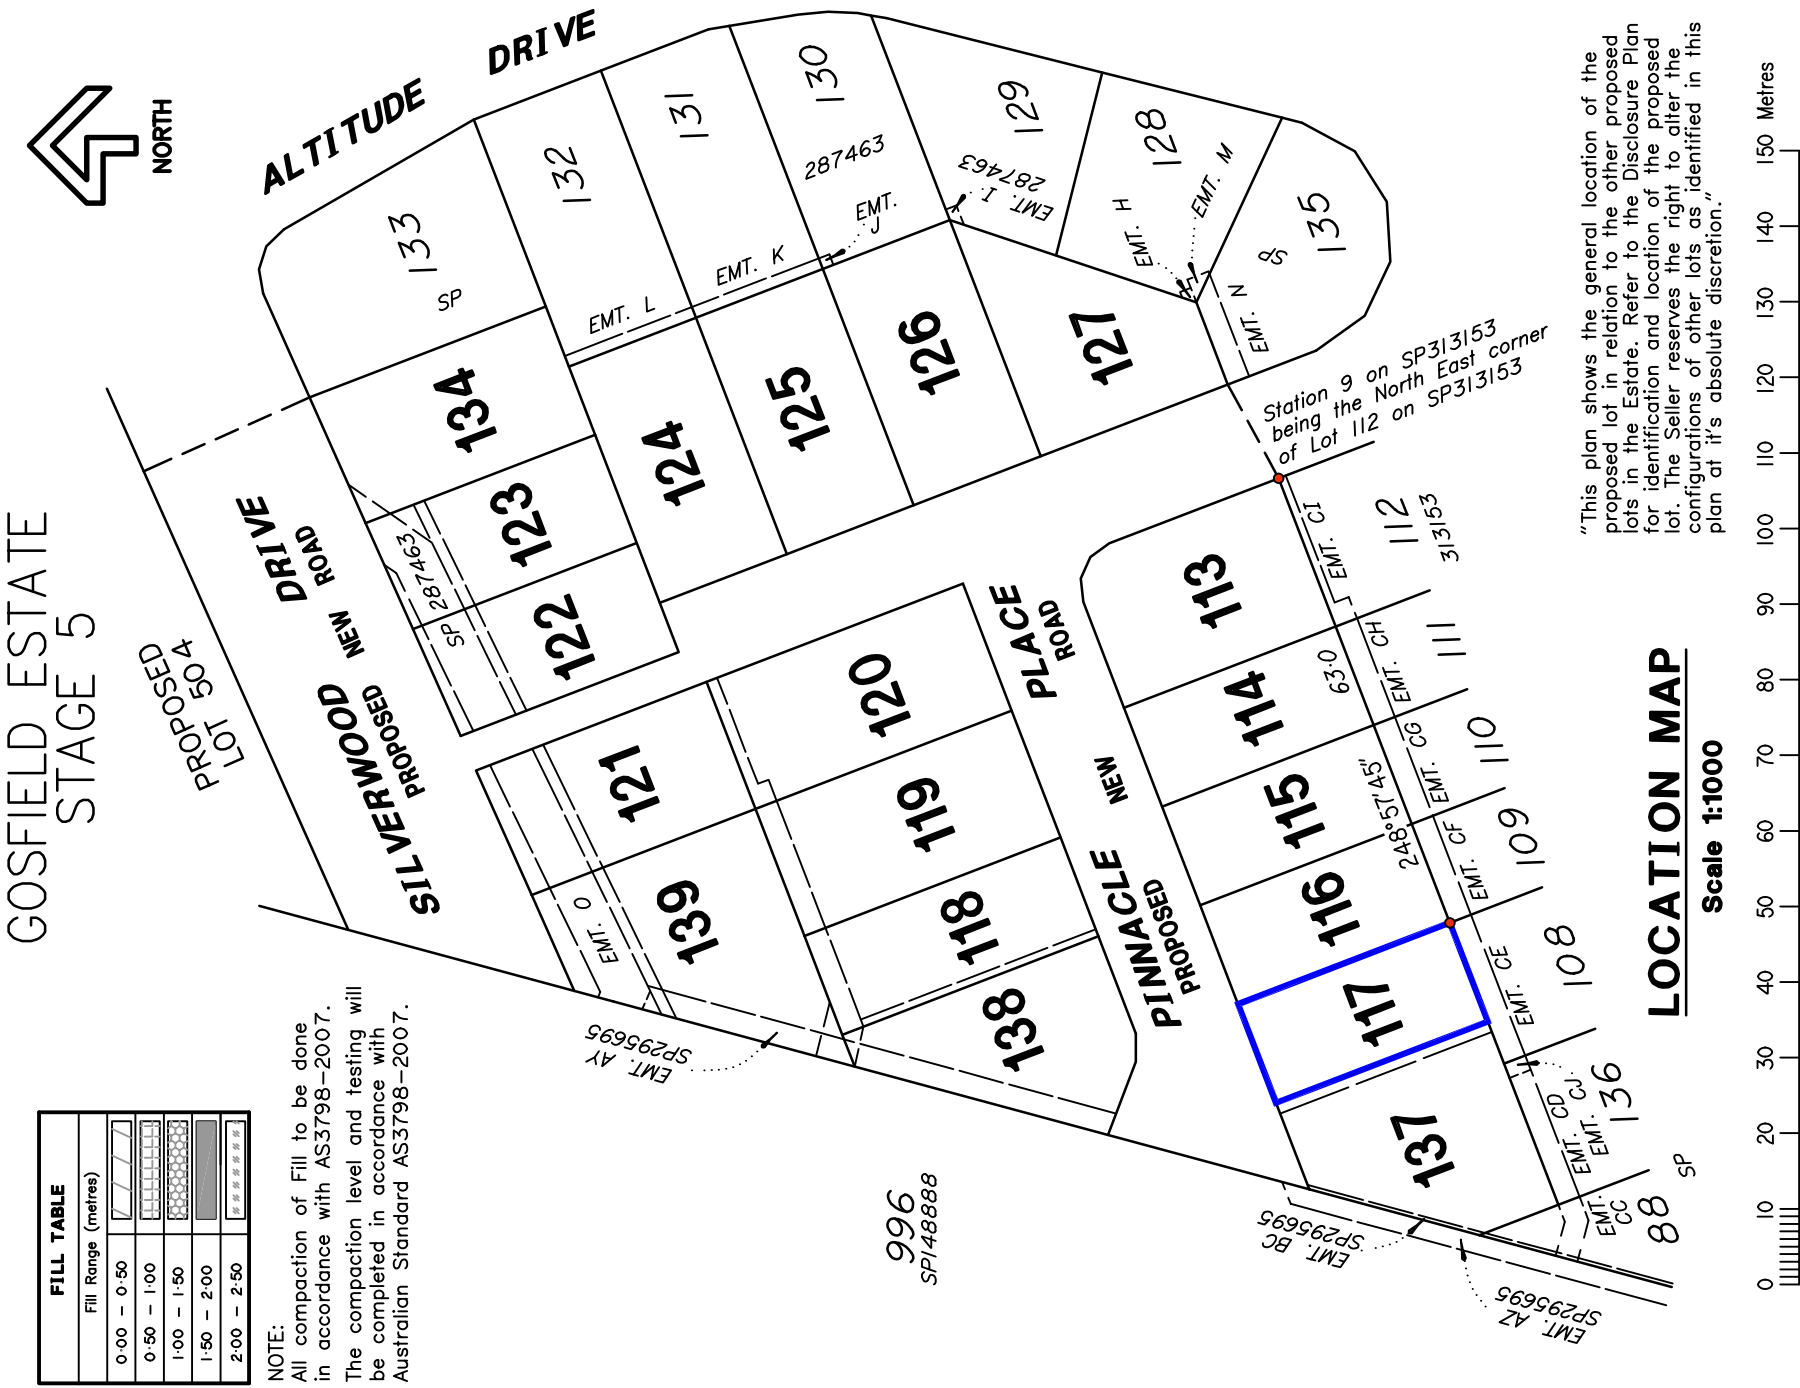 GOSFIELD ESTATE
STAGE 5
NORTH
FILL TABLE
Fill Range (metres)
0·00 – 0·50
0·50 – 1·00
1·00 – 1·50
1·50 – 2·00
2·00 – 2·50
NOTE:
All compaction of Fill to be done
in accordance with AS3798–2007.
The compaction level and testing will
be completed in accordance with
Australian Standard AS3798–2007.
PROPOSED
LOT 504
ALTITUDE DRIVE
SILVERWOOD DRIVE
PROPOSED NEW ROAD
PINNACLE PLACE
PROPOSED NEW ROAD
133
SP
132
131
130
287463
129
128
135
SP
134
123
122
SP 287463
124
125
126
127
EMT. L
EMT. K
EMT. J
EMT. I
287463
EMT. H
EMT. M
EMT. N
121
120
139
119
118
138
EMT. O
EMT. AY
SP295695
113
114
115
116
117
137
63·0
248°57'45"
Station 9 on SP313153
being the North East corner
of Lot 112 on SP313153
EMT. CI
EMT. CH
EMT. CG
EMT. CF
EMT. CE
EMT. CD
EMT. CJ
EMT. CC
112
313153
111
110
109
108
136
88
SP
996
SP148888
EMT. BC
SP295695
EMT. AZ
SP295695
LOCATION MAP
Scale 1:1000
"This plan shows the general location of the
proposed lot in relation to the other proposed
lots in the Estate. Refer to the Disclosure Plan
for identification and location of the proposed
lot. The Seller reserves the right to alter the
configurations of other lots as identified in this
plan at it's absolute discretion."
0 10 20 30 40 50 60 70 80 90 100 110 120 130 140 150 Metres